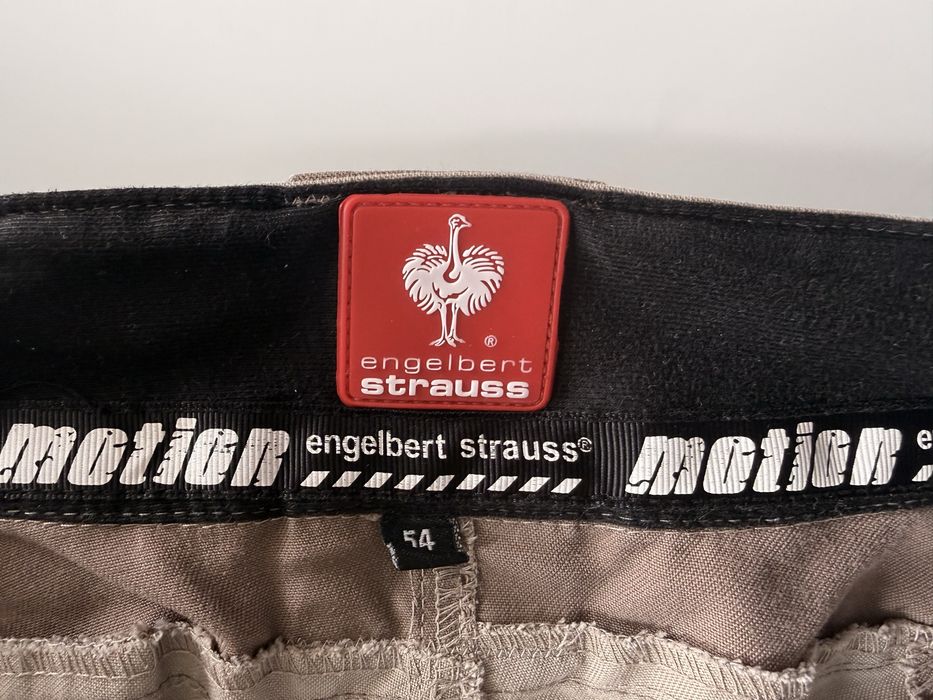 ®
engelbert
strauss
motion engelbert strauss® motion e
54